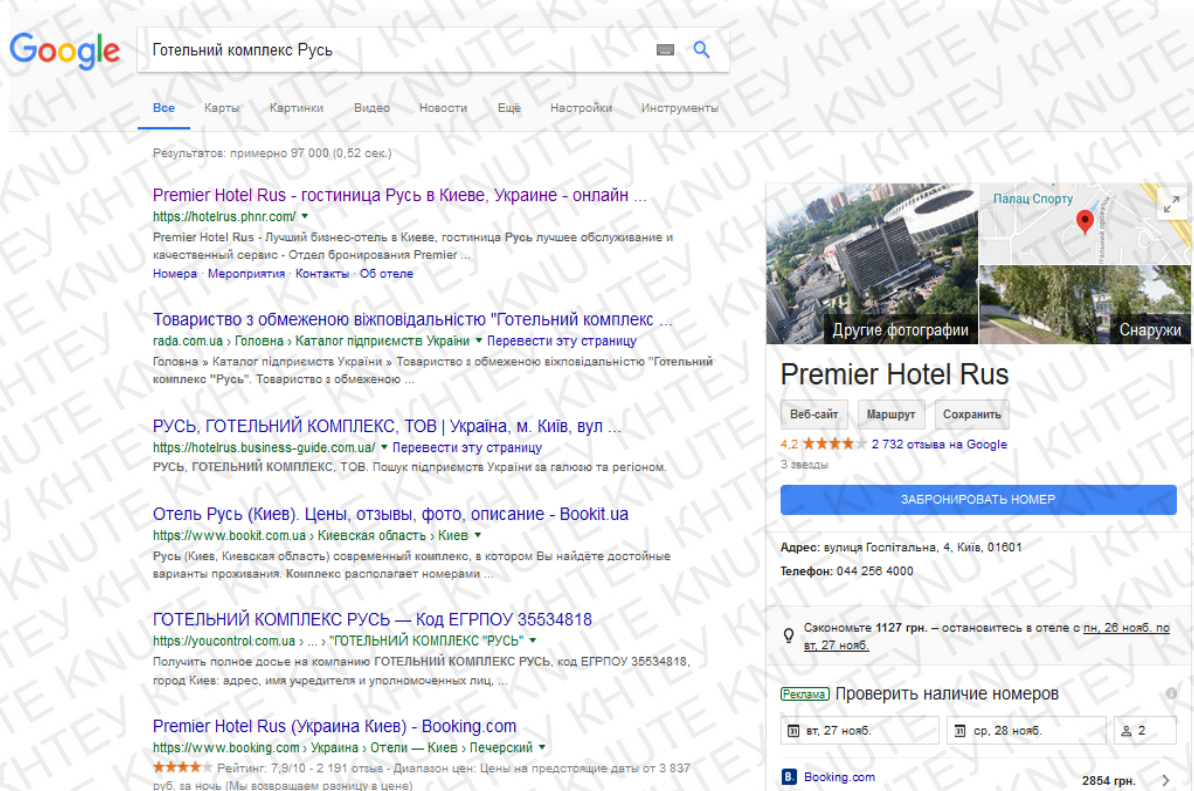 Google
Готельний комплекс Русь
Все Карты Картинки Видео Новости Ещё Настройки Инструменты
Результатов: примерно 97 000 (0,52 сек.)
Premier Hotel Rus - гостиница Русь в Киеве, Украине - онлайн ...
https://hotelrus.phnr.com/
Premier Hotel Rus - Лучший бизнес-отель в Киеве, гостиница Русь лучшее обслуживание и
качественный сервис - Отдел бронирования Premier ...
Номера · Мероприятия · Контакты · Об отеле
Товариство з обмеженою віжповідальністю "Готельний комплекс ...
rada.com.ua › Головна › Каталог підприємств України ▾ Перевести эту страницу
Головна » Каталог підприємств України » Товариство з обмеженою віжповідальністю "Готельний
комплекс "Русь". Товариство з обмеженою ...
РУСЬ, ГОТЕЛЬНИЙ КОМПЛЕКС, ТОВ | Україна, м. Київ, вул ...
https://hotelrus.business-guide.com.ua/ ▾ Перевести эту страницу
РУСЬ, ГОТЕЛЬНИЙ КОМПЛЕКС, ТОВ. Пошук підприємств України за галюзю та регіоном.
Отель Русь (Киев). Цены, отзывы, фото, описание - Bookit.ua
https://www.bookit.com.ua › Киевская область › Киев ▾
Русь (Киев, Киевская область) современный комплекс, в котором Вы найдёте достойные
варианты проживания. Комплекс располагает номерами ...
ГОТЕЛЬНИЙ КОМПЛЕКС РУСЬ — Код ЕГРПОУ 35534818
https://youcontrol.com.ua › ... › "ГОТЕЛЬНИЙ КОМПЛЕКС "РУСЬ" ▾
Получить полное досье на компанию ГОТЕЛЬНИЙ КОМПЛЕКС РУСЬ, код ЕГРПОУ 35534818,
город Киев: адрес, имя учредителя и уполномоченных лиц, ...
Premier Hotel Rus (Украина Киев) - Booking.com
https://www.booking.com › Украина › Отели — Киев › Печерский ▾
Рейтинг: 7,9/10 - 2 191 отзыв - Диапазон цен: Цены на предстоящие даты от 3 837
руб. за ночь (Мы возвращаем разницу в цене)
Палац Спорту
Другие фотографии
Снаружи
Premier Hotel Rus
Веб-сайт Маршрут Сохранить
4,2 2 732 отзыва на Google
3 звезды
ЗАБРОНИРОВАТЬ НОМЕР
Адрес: вулиця Госпітальна, 4, Київ, 01601
Телефон: 044 256 4000
Сэкономьте 1127 грн. – остановитесь в отеле с пн, 26 нояб. по
вт, 27 нояб.
Реклама Проверить наличие номеров
вт, 27 нояб. ср, 28 нояб. 2
B. Booking.com 2854 грн.